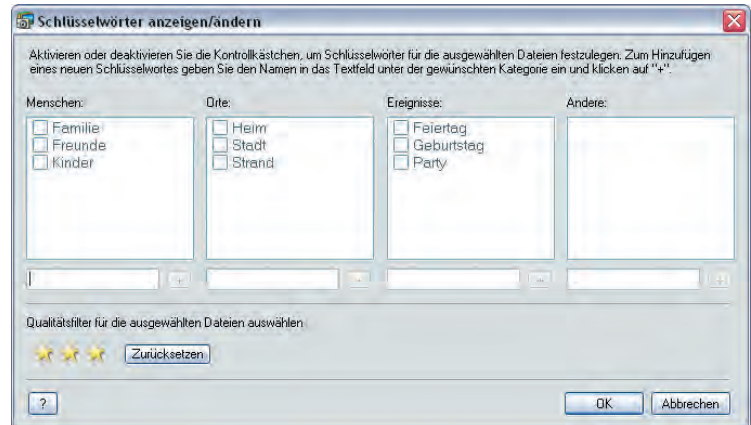 Schlüsselwörter anzeigen/ändern
Aktivieren oder deaktivieren Sie die Kontrollkästchen, um Schlüsselwörter für die ausgewählten Dateien festzulegen. Zum Hinzufügen
eines neuen Schlüsselwortes geben Sie den Namen in das Textfeld unter der gewünschten Kategorie ein und klicken auf "+".
Menschen: Orte: Ereignisse: Andere:
Familie Heim Feiertag
Freunde Stadt Geburtstag
Kinder Strand Party
+ + + +
Qualitätsfilter für die ausgewählten Dateien auswählen
Zurücksetzen
? OK Abbrechen